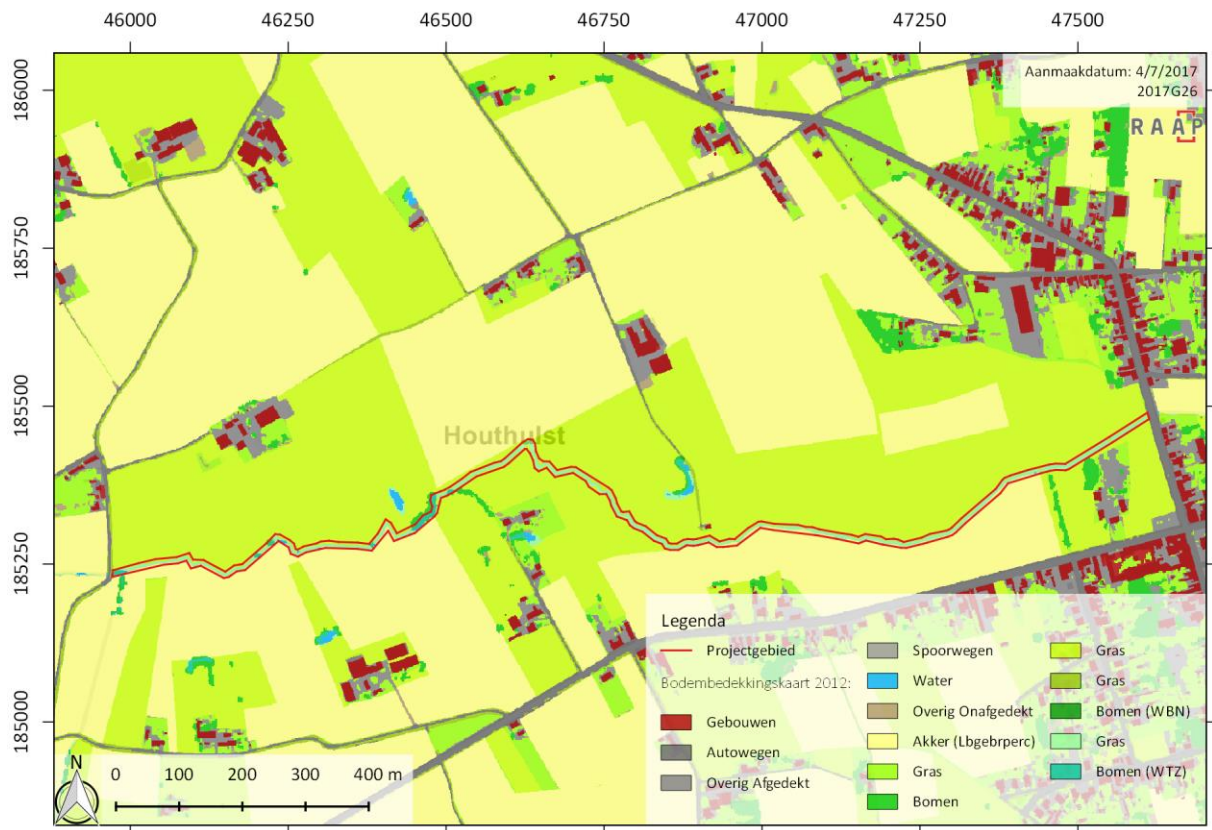 46000 46250 46500 46750 47000 47250 47500
Aanmaakdatum: 4/7/2017
2017G26
RAAP
186000
185750
185500
185250
185000
Houthulst
Legenda
Projectgebied
Bodembedekkingskaart 2012:
Gebouwen
Autowegen
Overig Afgedekt
Spoorwegen
Water
Overig Onafgedekt
Akker (Lbgebrperc)
Gras
Bomen
Gras
Gras
Bomen (WBN)
Gras
Bomen (WTZ)
N
0 100 200 300 400 m